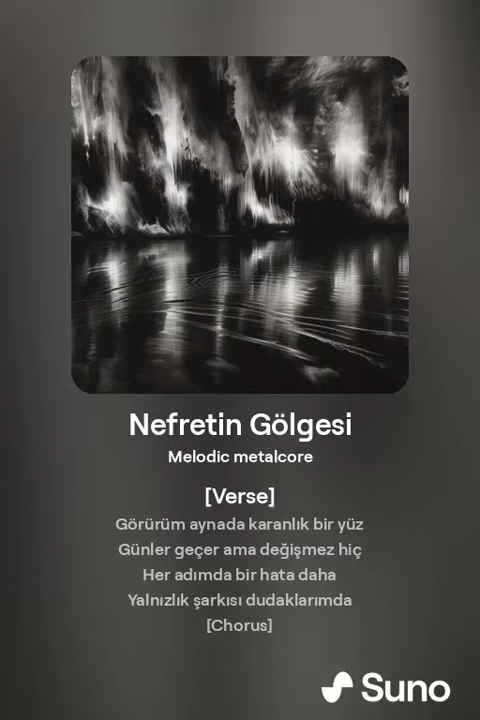 Nefretin Gölgesi
Melodic metalcore
[Verse]
Görürüm aynada karanlık bir yüz
Günler geçer ama değişmez hiç
Her adımda bir hata daha
Yalnızlık şarkısı dudaklarımda
[Chorus]
Suno